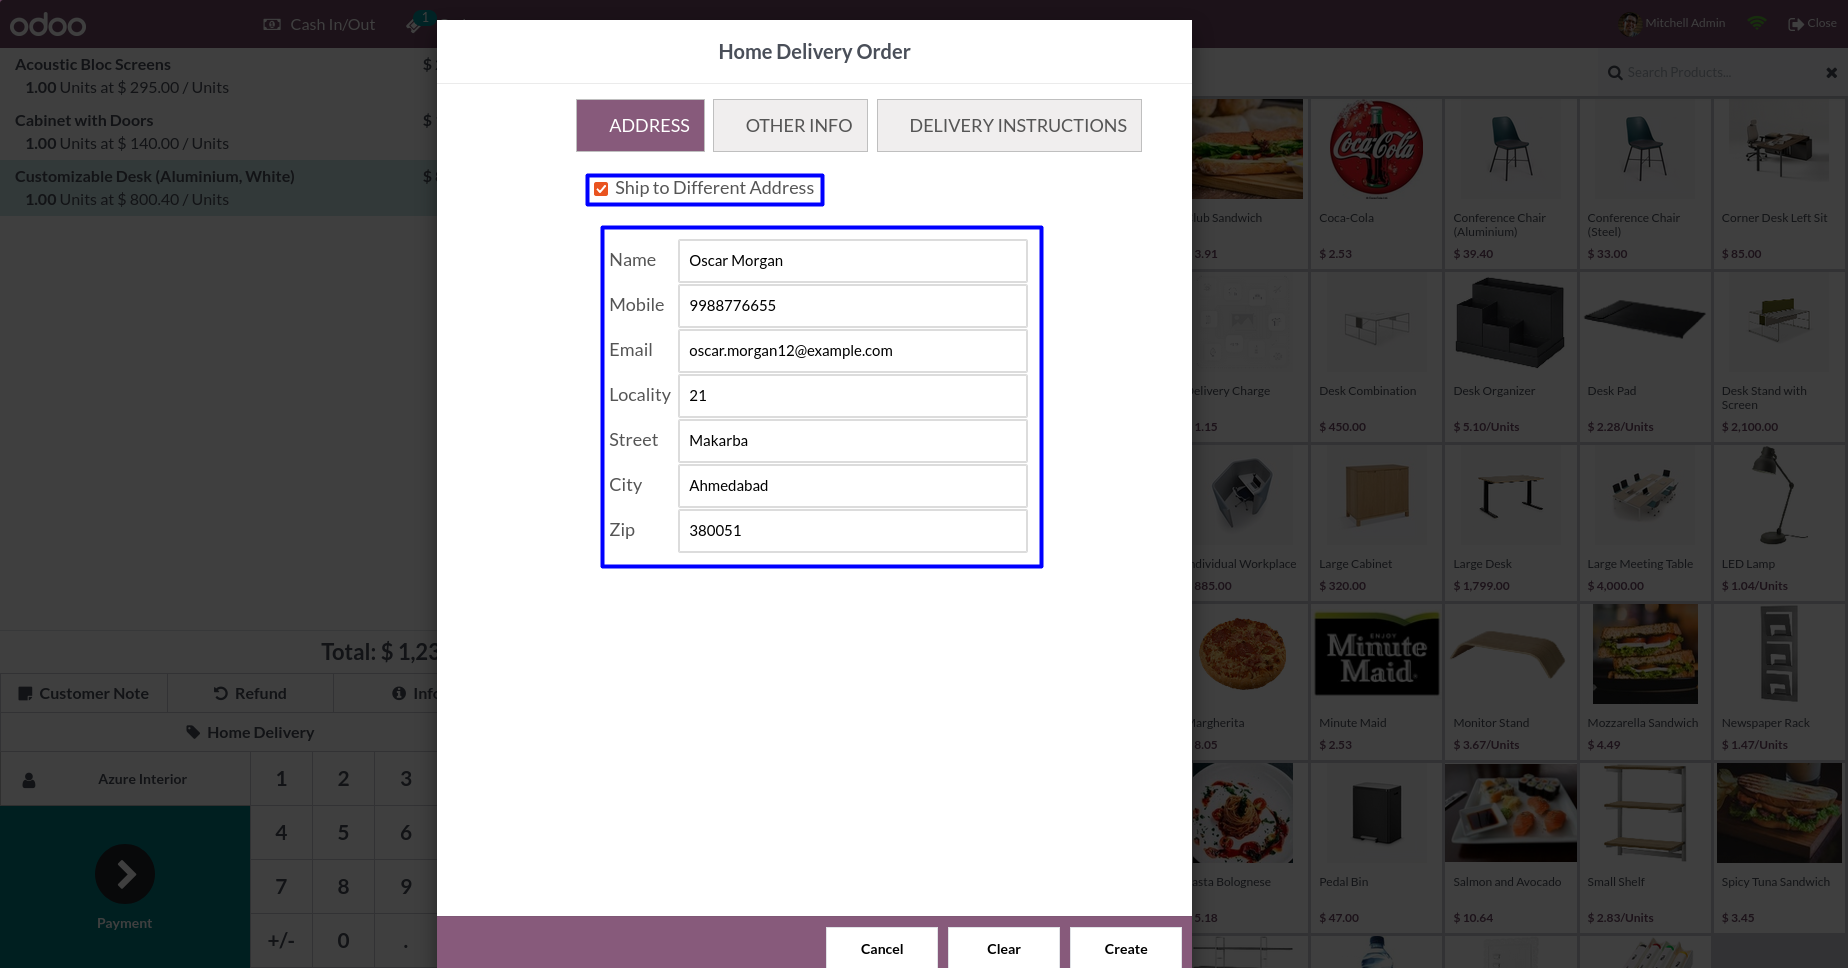 odoo
Cash In/Out
1
Mitchell Admin
Close
Acoustic Bloc Screens
$
1.00 Units at $ 295.00 / Units
Cabinet with Doors
$
1.00 Units at $ 140.00 / Units
Customizable Desk (Aluminium, White)
$
1.00 Units at $ 800.40 / Units
Total: $ 1,23
Customer Note
Refund
Info
Home Delivery
Azure Interior
1 2 3
4 5 6
7 8 9
+/- 0 .
Payment
Home Delivery Order
ADDRESS
OTHER INFO
DELIVERY INSTRUCTIONS
Ship to Different Address
Name Oscar Morgan
Mobile 9988776655
Email oscar.morgan12@example.com
Locality 21
Street Makarba
City Ahmedabad
Zip 380051
Cancel
Clear
Create
Search Products...
Club Sandwich
3.91
Coca-Cola
Coca-Cola
$ 2.53
Conference Chair
(Aluminium)
$ 39.40
Conference Chair
(Steel)
$ 33.00
Corner Desk Left Sit
$ 85.00
Delivery Charge
1.15
Desk Combination
$ 450.00
Desk Organizer
$ 5.10/Units
Desk Pad
$ 2.28/Units
Desk Stand with
Screen
$ 2,100.00
Individual Workplace
885.00
Large Cabinet
$ 320.00
Large Desk
$ 1,799.00
Large Meeting Table
$ 4,000.00
LED Lamp
$ 1.04/Units
Margherita
8.05
ENJOY
Minute
Maid
Minute Maid
$ 2.53
Monitor Stand
$ 3.67/Units
Mozzarella Sandwich
$ 4.49
Newspaper Rack
$ 1.47/Units
Pasta Bolognese
5.18
Pedal Bin
$ 47.00
Salmon and Avocado
$ 10.64
Small Shelf
$ 2.83/Units
Spicy Tuna Sandwich
$ 3.45